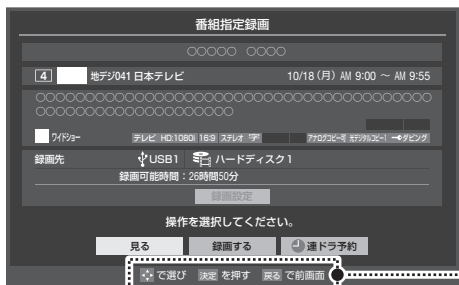 番組指定録画
○○○○○ ○○○○
4 地デジ041 日本テレビ 10/18(月) AM 9:00 ～ AM 9:55
○○○○○○○○○○○○○○○○○○○○○○○○○○○○○○○○○○○○○○○○
○○○○○○○○○○○○○○○○○○○○
ワイドショー テレビ HD:1080i 16:9 ステレオ 字 アナログコピー可 光デジタルコピー1 ダビング
録画先 USB1 ハードディスク1
録画可能時間：26時間50分
録画設定
操作を選択してください。
見る 録画する 連ドラ予約
で選び 決定 を押す 戻る で前画面